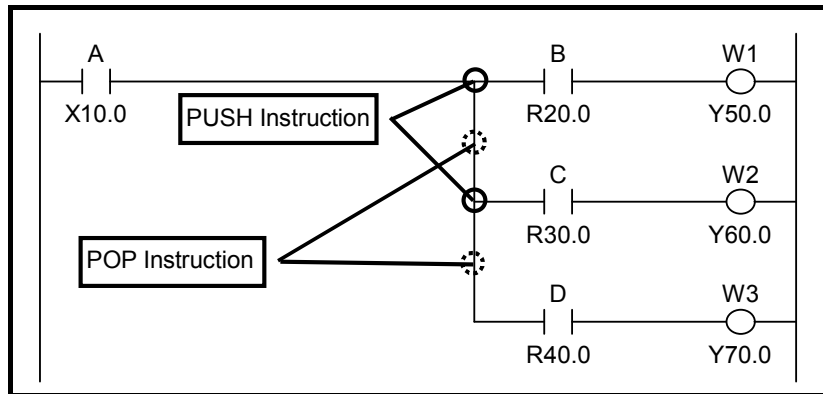 A B W1
X10.0 R20.0 Y50.0
PUSH Instruction
C W2
R30.0 Y60.0
POP Instruction
D W3
R40.0 Y70.0